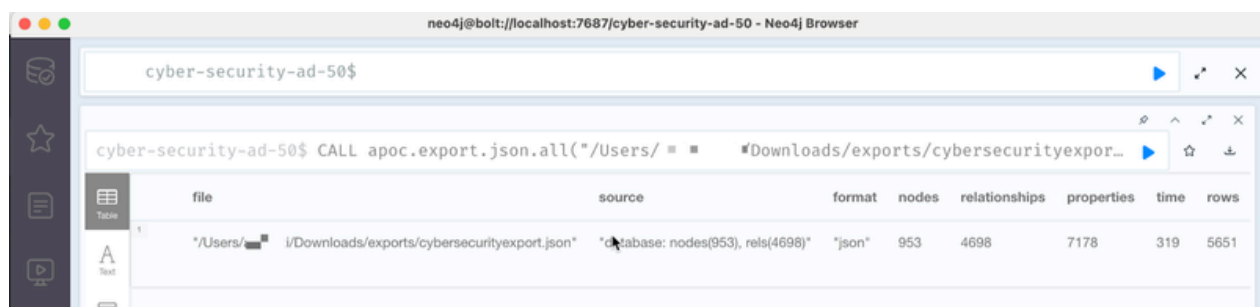 neo4j@bolt://localhost:7687/cyber-security-ad-50 - Neo4j Browser
cyber-security-ad-50$
cyber-security-ad-50$ CALL apoc.export.json.all("/Users/ /Downloads/exports/cybersecurityexpor…
Table
file source format nodes relationships properties time rows
1
"/Users/ i/Downloads/exports/cybersecurityexport.json" "database: nodes(953), rels(4698)" "json" 953 4698 7178 319 5651
A
Text